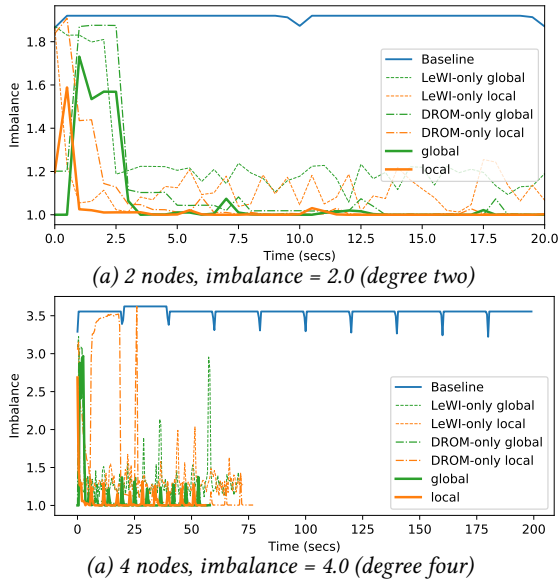 1.8
1.6
1.4
1.2
1.0
Imbalance
Baseline
LeWI-only global
LeWI-only local
DROM-only global
DROM-only local
global
local
0.0 2.5 5.0 7.5 10.0 12.5 15.0 17.5 20.0
Time (secs)
(a) 2 nodes, imbalance = 2.0 (degree two)
3.5
3.0
2.5
2.0
1.5
1.0
Imbalance
Baseline
LeWI-only global
LeWI-only local
DROM-only global
DROM-only local
global
local
0 25 50 75 100 125 150 175 200
Time (secs)
(a) 4 nodes, imbalance = 4.0 (degree four)